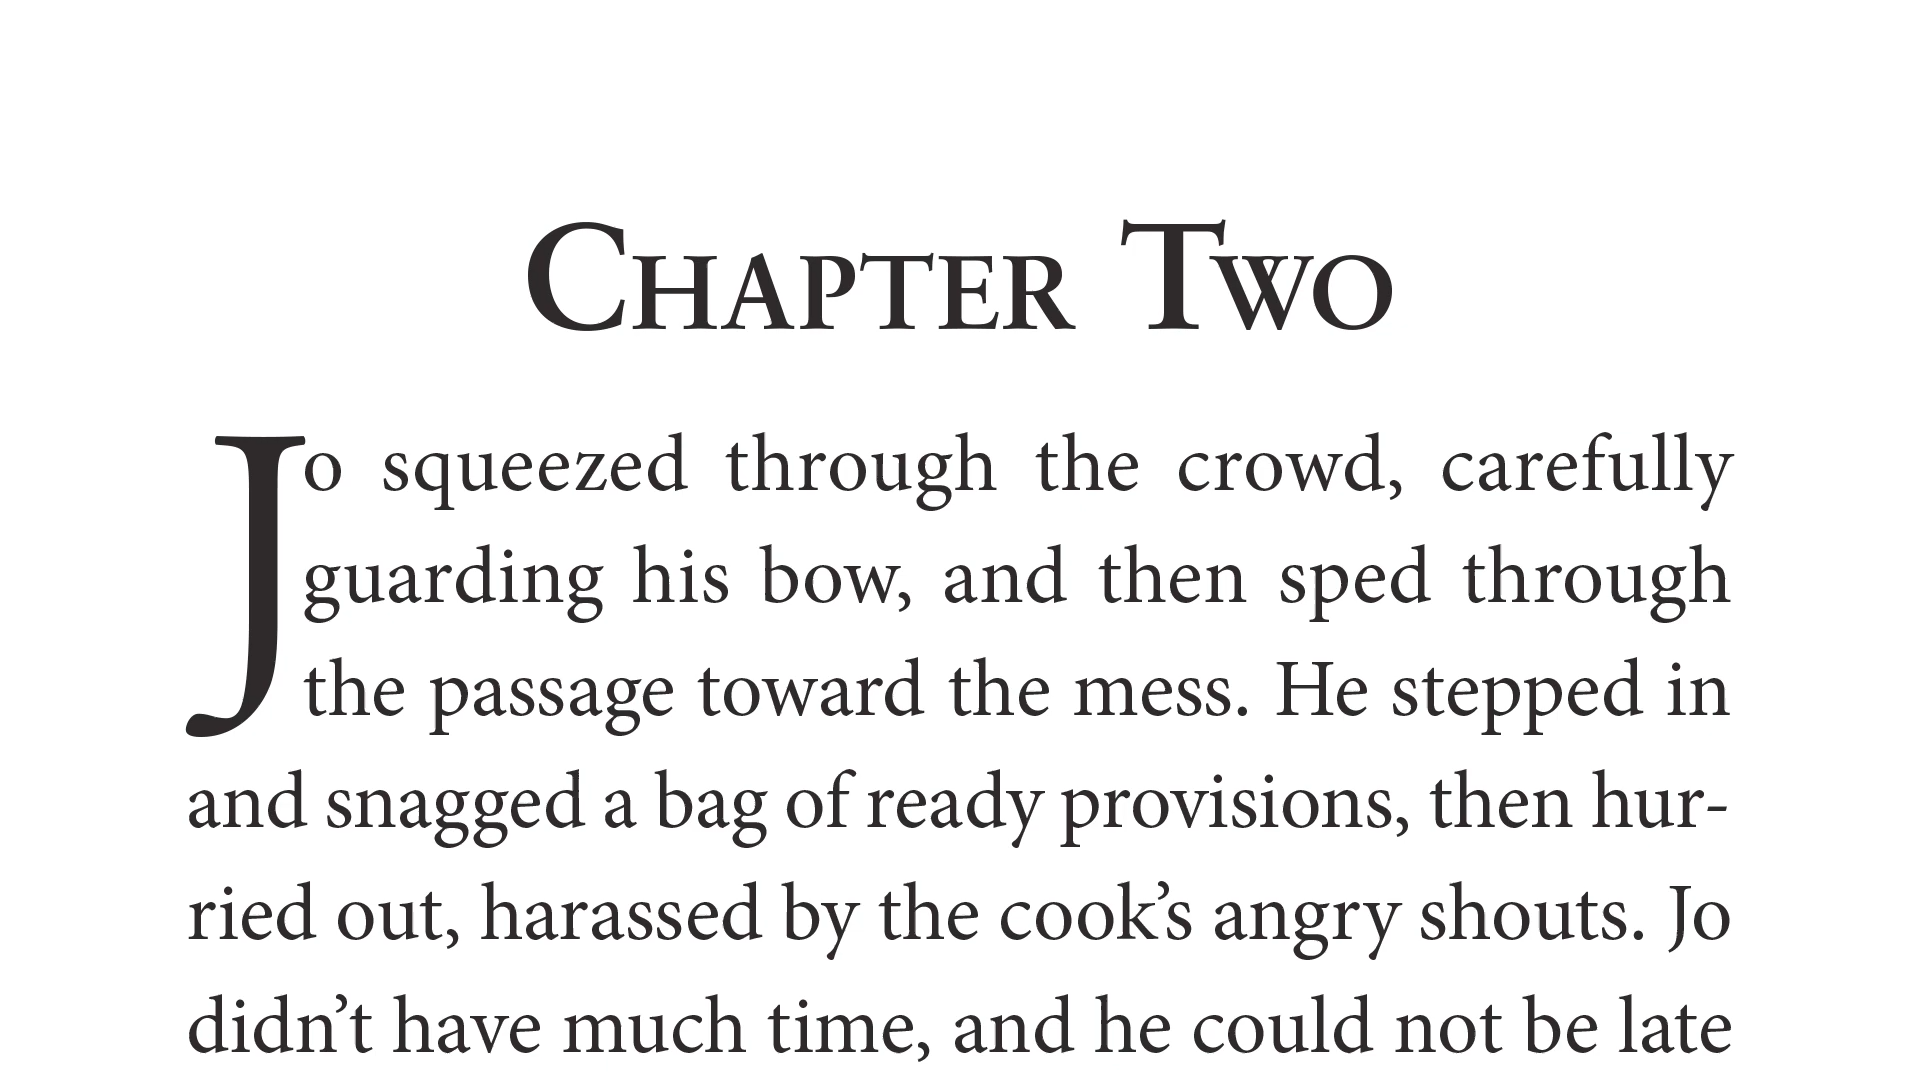 Chapter Two
Jo squeezed through the crowd, carefully
guarding his bow, and then sped through
the passage toward the mess. He stepped in
and snagged a bag of ready provisions, then hur-
ried out, harassed by the cook’s angry shouts. Jo
didn’t have much time, and he could not be late